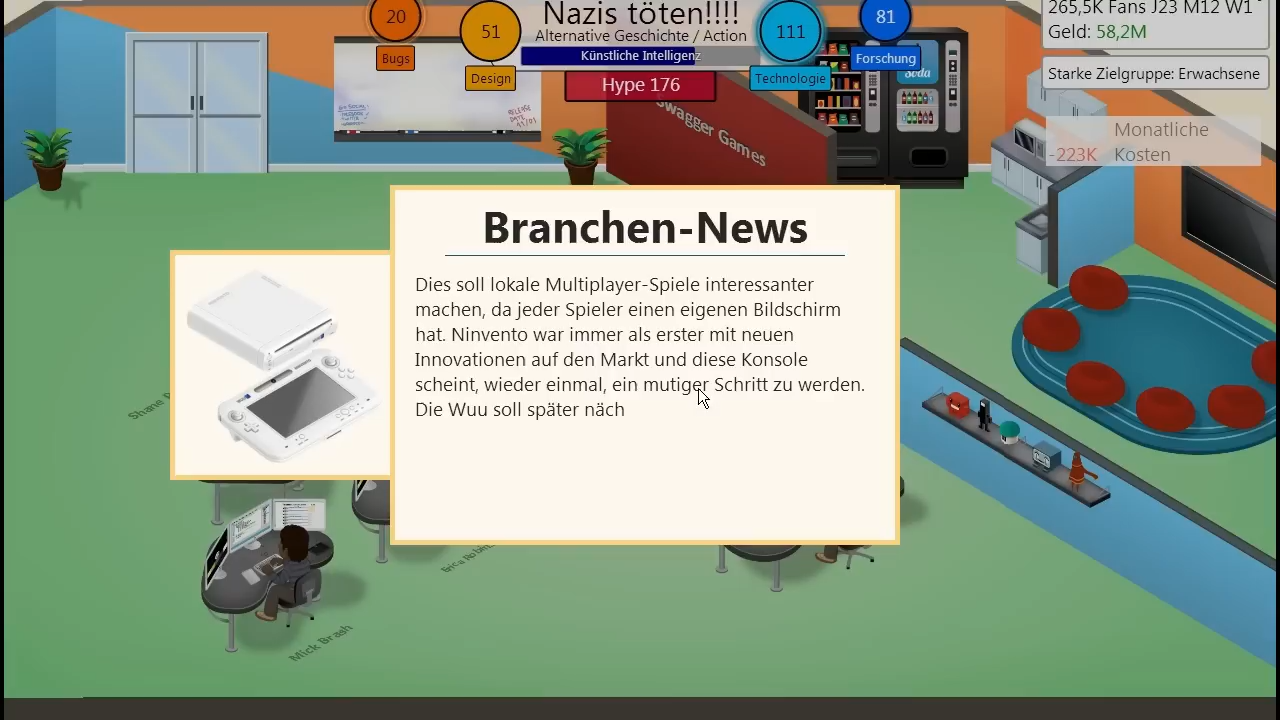 20
Bugs
51
Design
Nazis töten!!!!
Alternative Geschichte / Action
Künstliche Intelligenz
Hype 176
111
Technologie
81
Forschung
265,5K Fans J23 M12 W1
Geld: 58,2M
Starke Zielgruppe: Erwachsene
-223K Monatliche
Kosten
RELEASE
DATE
Swagger Games
Soda
Branchen-News
Dies soll lokale Multiplayer-Spiele interessanter
machen, da jeder Spieler einen eigenen Bildschirm
hat. Ninvento war immer als erster mit neuen
Innovationen auf den Markt und diese Konsole
scheint, wieder einmal, ein mutiger Schritt zu werden.
Die Wuu soll später näch
Shane
Mick Brash